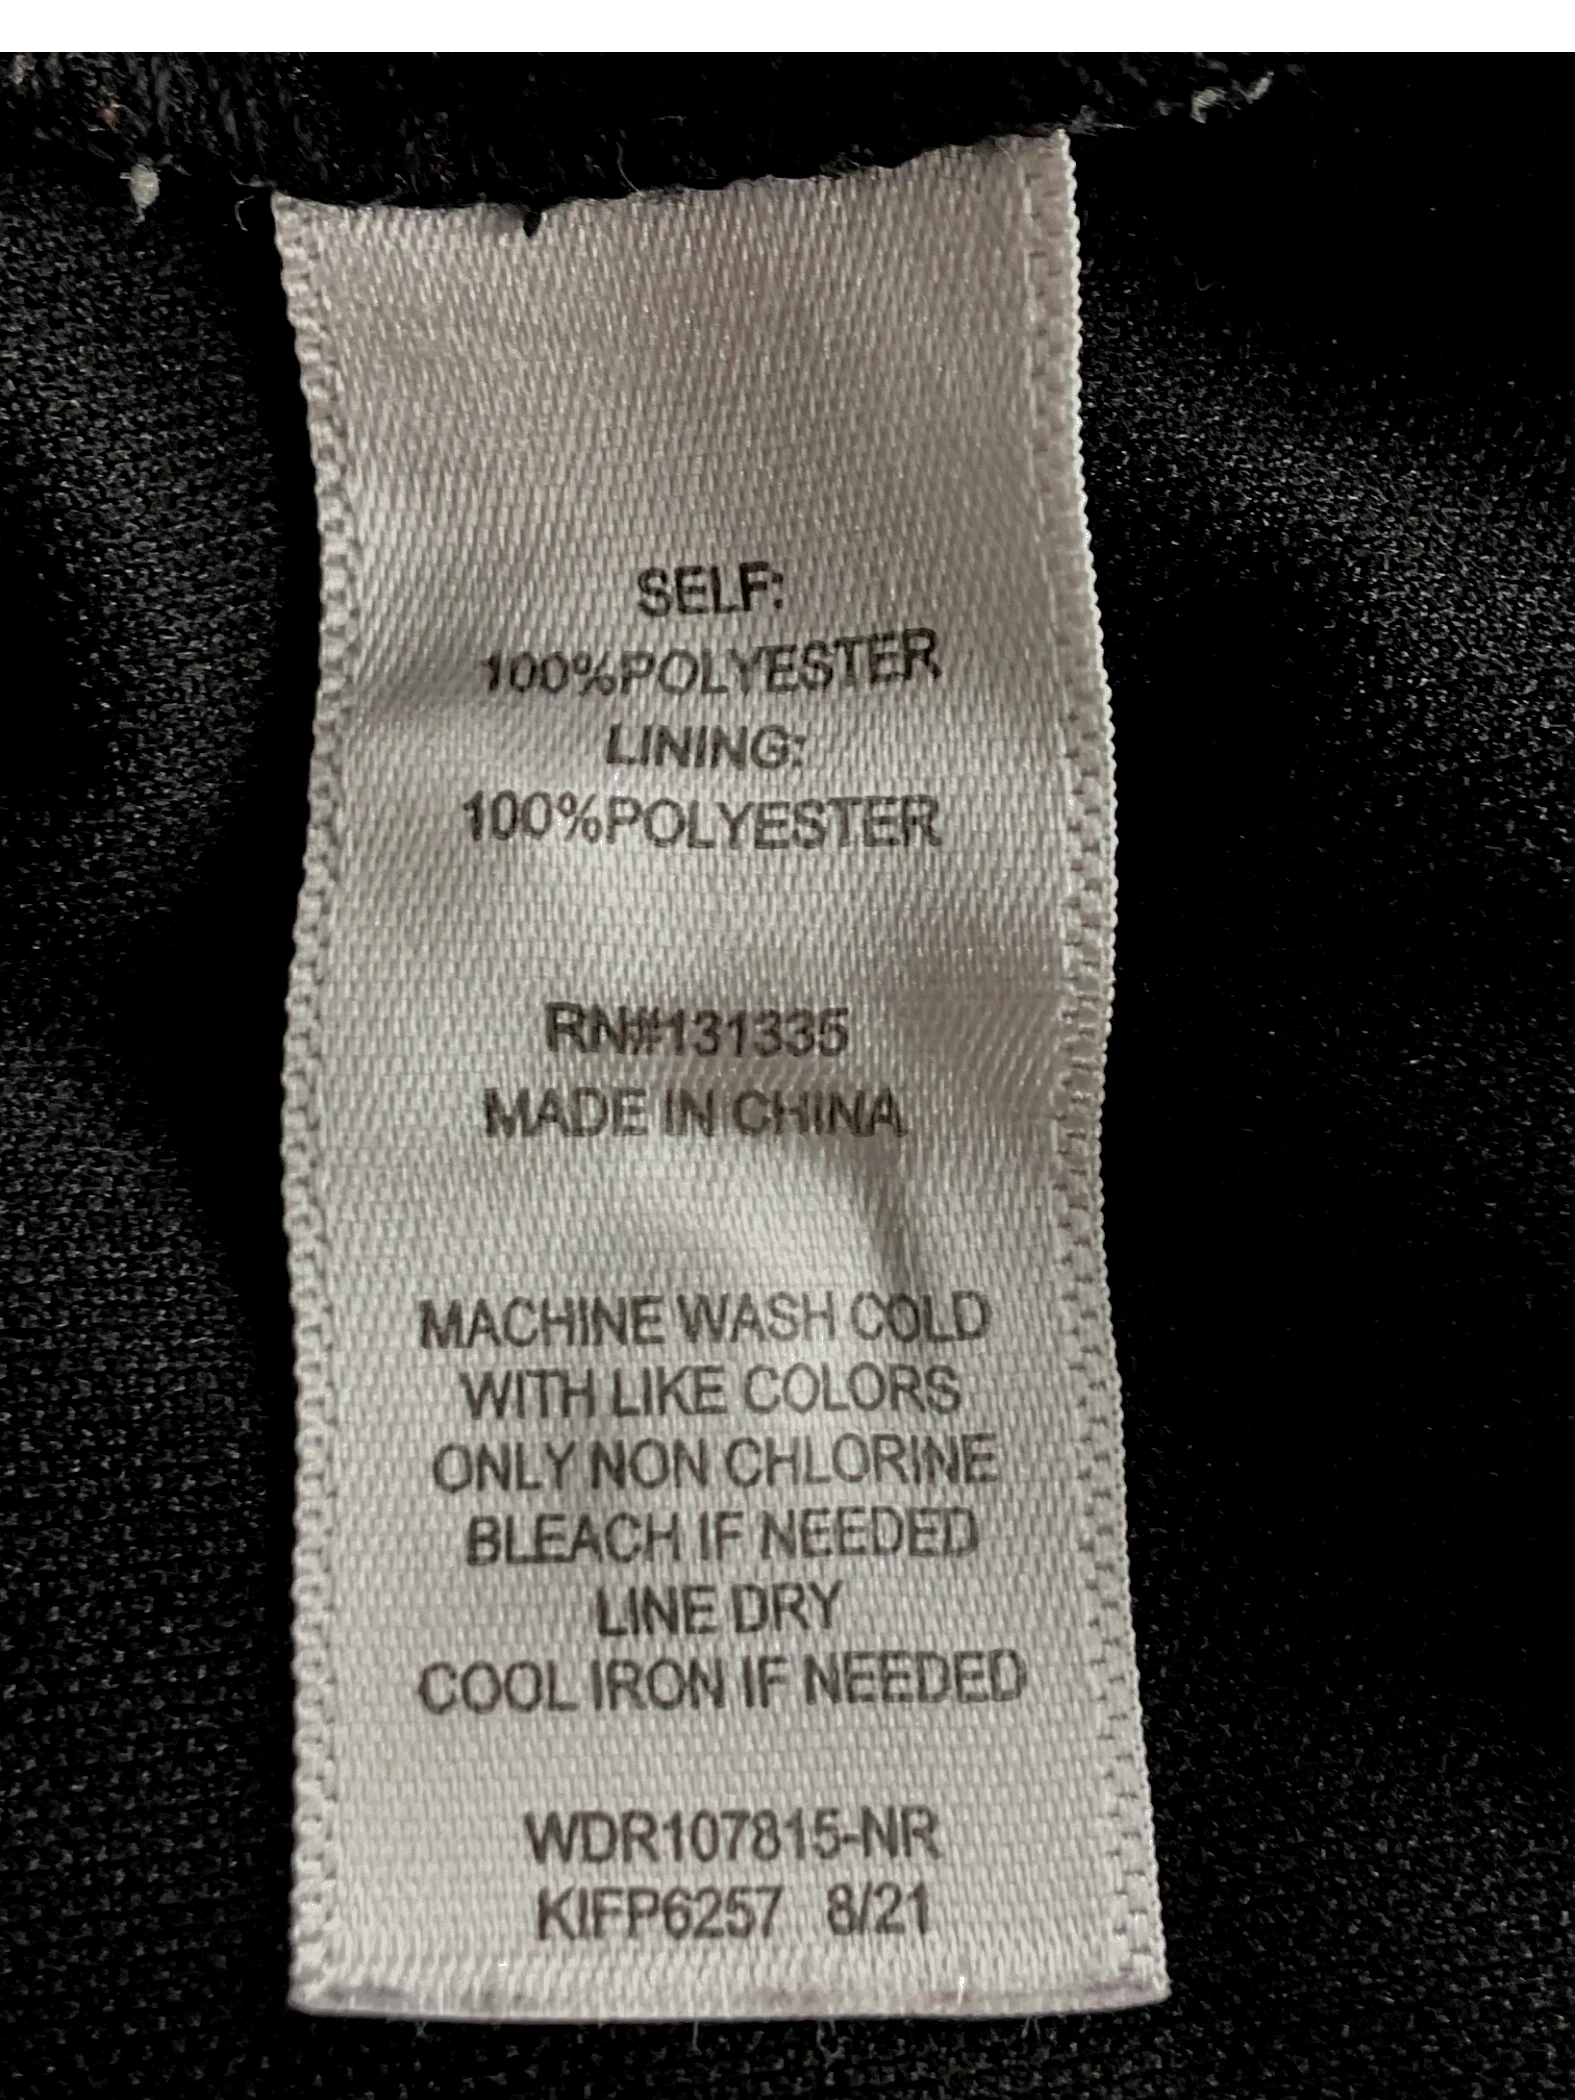 SELF:
100%POLYESTER
LINING:
100%POLYESTER
RN#131335
MADE IN CHINA
MACHINE WASH COLD
WITH LIKE COLORS
ONLY NON CHLORINE
BLEACH IF NEEDED
LINE DRY
COOL IRON IF NEEDED
WDR107815-NR
KIFP6257 8/21